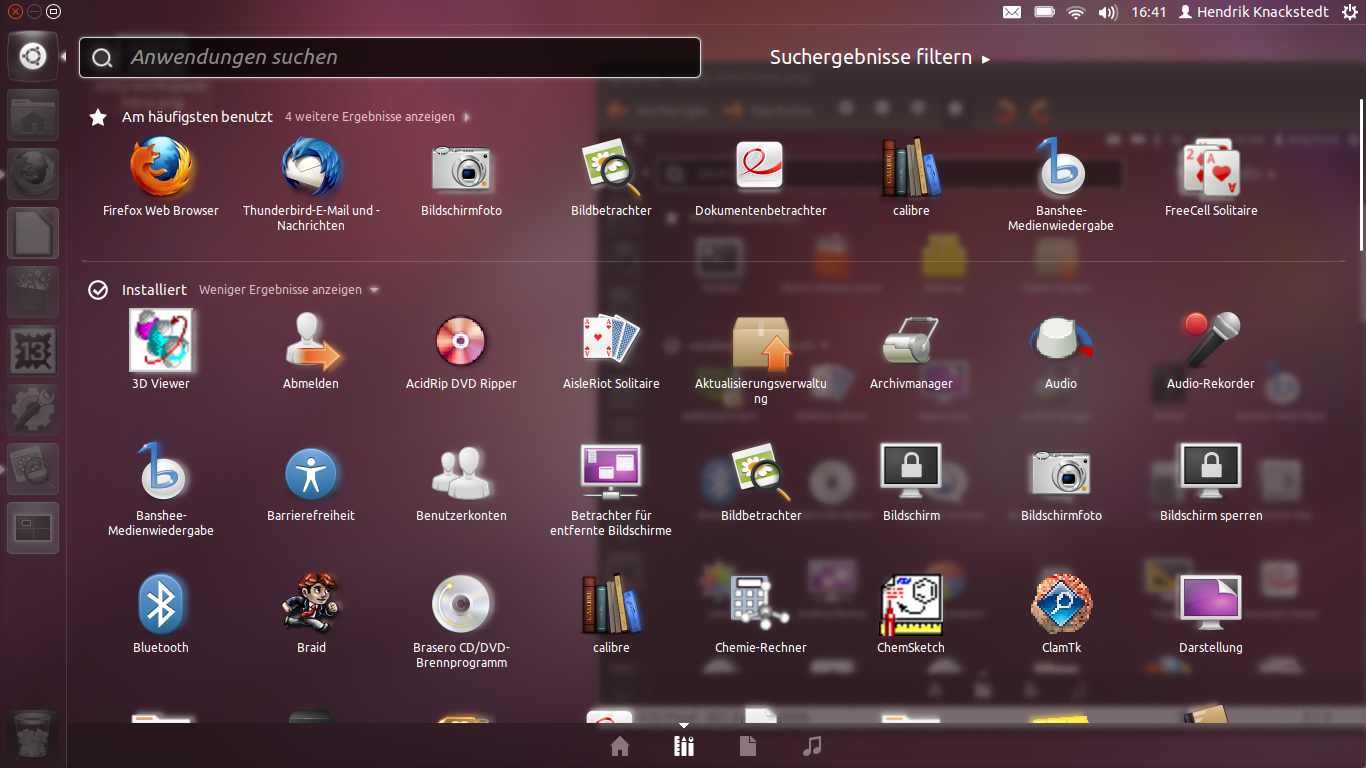 16:41 Hendrik Knackstedt
Anwendungen suchen
Suchergebnisse filtern ▸
Am häufigsten benutzt 4 weitere Ergebnisse anzeigen
Firefox Web Browser
Thunderbird-E-Mail und -
Nachrichten
Bildschirmfoto
Bildbetrachter
Dokumentenbetrachter
calibre
Banshee-
Medienwiedergabe
FreeCell Solitaire
Installiert Weniger Ergebnisse anzeigen
3D Viewer
Abmelden
AcidRip DVD Ripper
AisleRiot Solitaire
Aktualisierungsverwaltu
ng
Archivmanager
Audio
Audio-Rekorder
Banshee-
Medienwiedergabe
Barrierefreiheit
Benutzerkonten
Betrachter für
entfernte Bildschirme
Bildbetrachter
Bildschirm
Bildschirmfoto
Bildschirm sperren
Bluetooth
Braid
Brasero CD/DVD-
Brennprogramm
calibre
Chemie-Rechner
ChemSketch
ClamTk
Darstellung